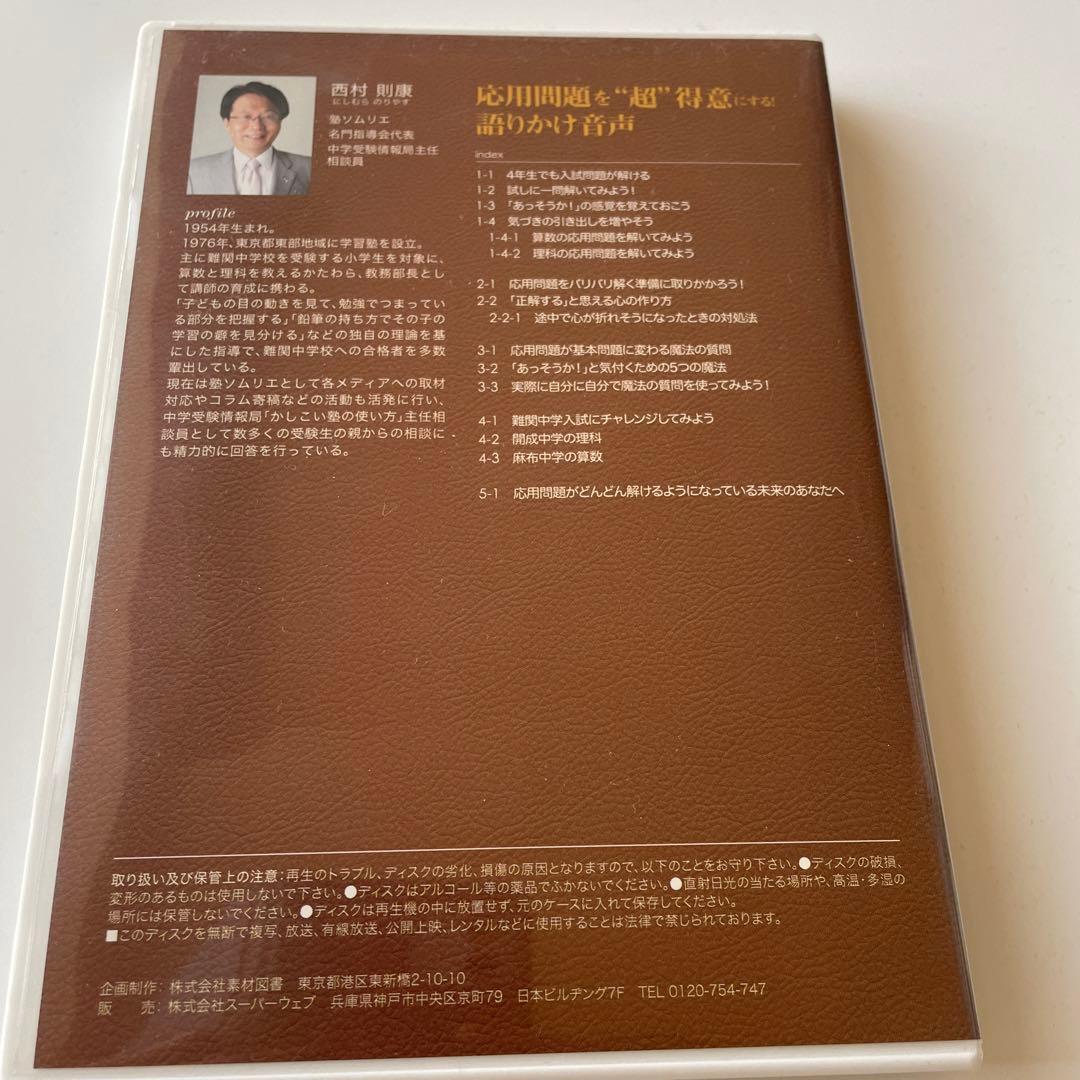 西村 則康
にしむら のりやす
塾ソムリエ
名門指導会代表
中学受験情報局主任
相談員
profile
1954年生まれ。
1976年、東京都東部地域に学習塾を設立。
主に難関中学校を受験する小学生を対象に、
算数と理科を教えるかたわら、教務部長とし
て講師の育成に携わる。
「子どもの目の動きを見て、勉強でつまってい
る部分を把握する」「鉛筆の持ち方でその子の
学習の癖を見分ける」などの独自の理論を基
にした指導で、難関中学校への合格者を多数
輩出している。
現在は塾ソムリエとして各メディアへの取材
対応やコラム寄稿などの活動も活発に行い、
中学受験情報局「かしこい塾の使い方」主任相
談員として数多くの受験生の親からの相談に
も精力的に回答を行っている。
応用問題を“超”得意にする!
語りかけ音声
index
1-1 4年生でも入試問題が解ける
1-2 試しに一問解いてみよう!
1-3 「あっそうか!」の感覚を覚えておこう
1-4 気づきの引き出しを増やそう
1-4-1 算数の応用問題を解いてみよう
1-4-2 理科の応用問題を解いてみよう
2-1 応用問題をバリバリ解く準備に取りかかろう!
2-2 「正解する」と思える心の作り方
2-2-1 途中で心が折れそうになったときの対処法
3-1 応用問題が基本問題に変わる魔法の質問
3-2 「あっそうか!」と気付くための5つの魔法
3-3 実際に自分に自分で魔法の質問を使ってみよう!
4-1 難関中学入試にチャレンジしてみよう
4-2 開成中学の理科
4-3 麻布中学の算数
5-1 応用問題がどんどん解けるようになっている未来のあなたへ
取り扱い及び保管上の注意:再生のトラブル、ディスクの劣化、損傷の原因となりますので、以下のことをお守り下さい。●ディスクの破損、
変形のあるものは使用しないで下さい。●ディスクはアルコール等の薬品でふかないでください。●直射日光の当たる場所や、高温・多湿の
場所には保管しないでください。●ディスクは再生機の中に放置せず、元のケースに入れて保存してください。
■このディスクを無断で複写、放送、有線放送、公開上映、レンタルなどに使用することは法律で禁じられております。
企画制作: 株式会社素材図書 東京都港区東新橋2-10-10
販 売: 株式会社スーパーウェブ 兵庫県神戸市中央区京町79 日本ビルヂング7F TEL 0120-754-747